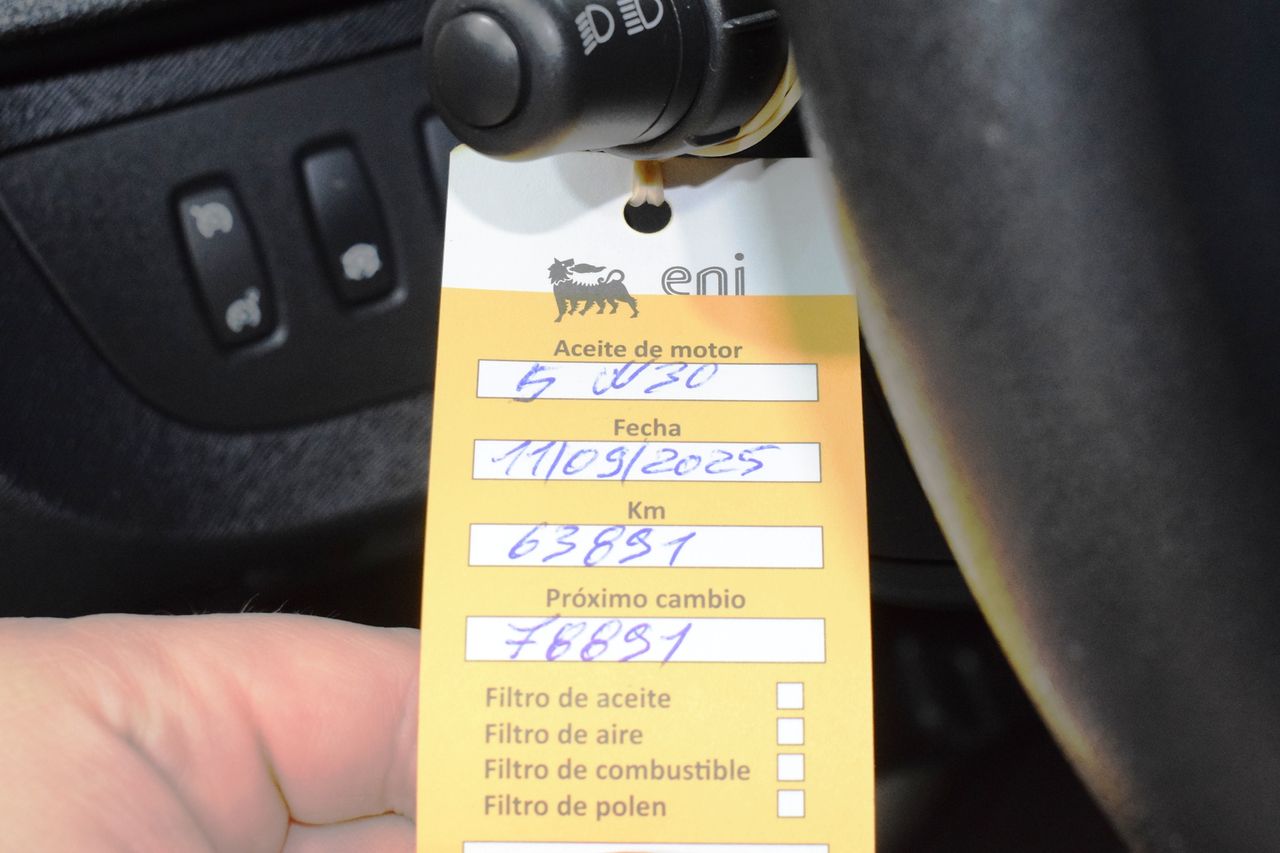 eni
Aceite de motor
5 W30
Fecha
11/09/2025
Km
63891
Próximo cambio
78891
Filtro de aceite
Filtro de aire
Filtro de combustible
Filtro de polen